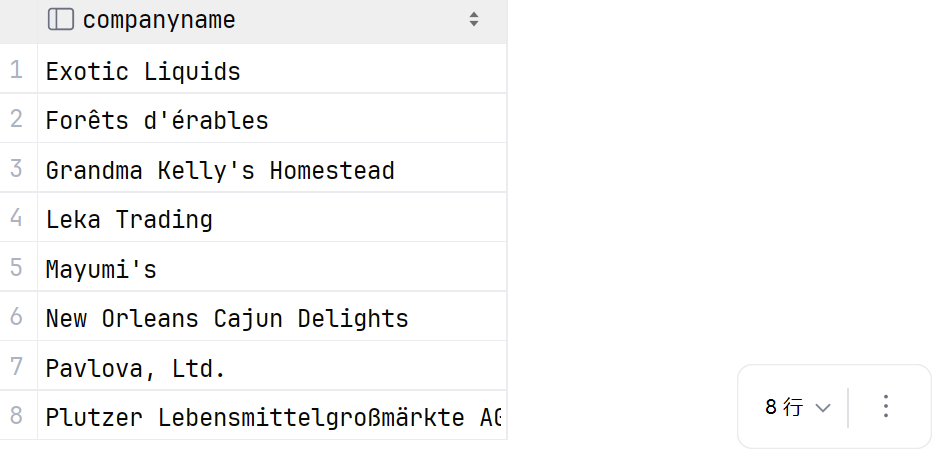 companyname
1 Exotic Liquids
2 Forêts d'érables
3 Grandma Kelly's Homestead
4 Leka Trading
5 Mayumi's
6 New Orleans Cajun Delights
7 Pavlova, Ltd.
8 Plutzer Lebensmittelgroßmärkte AG
8 行